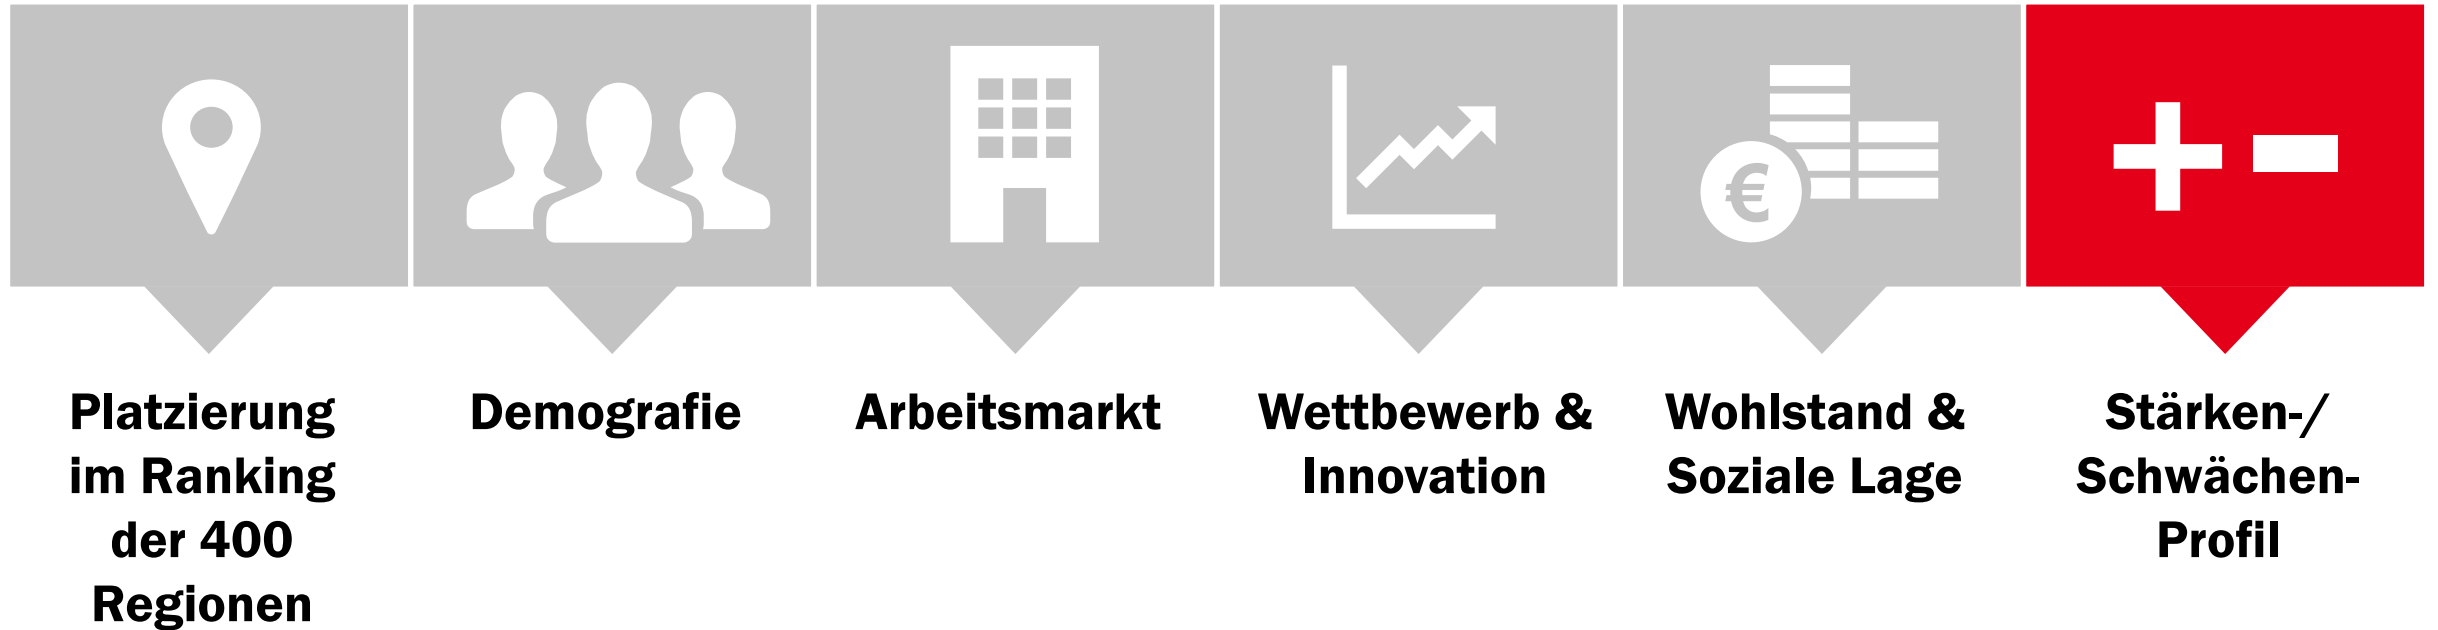 Platzierung
im Ranking
der 400
Regionen
Demografie
Arbeitsmarkt
Wettbewerb &
Innovation
€
Wohlstand &
Soziale Lage
Stärken-/
Schwächen-
Profil